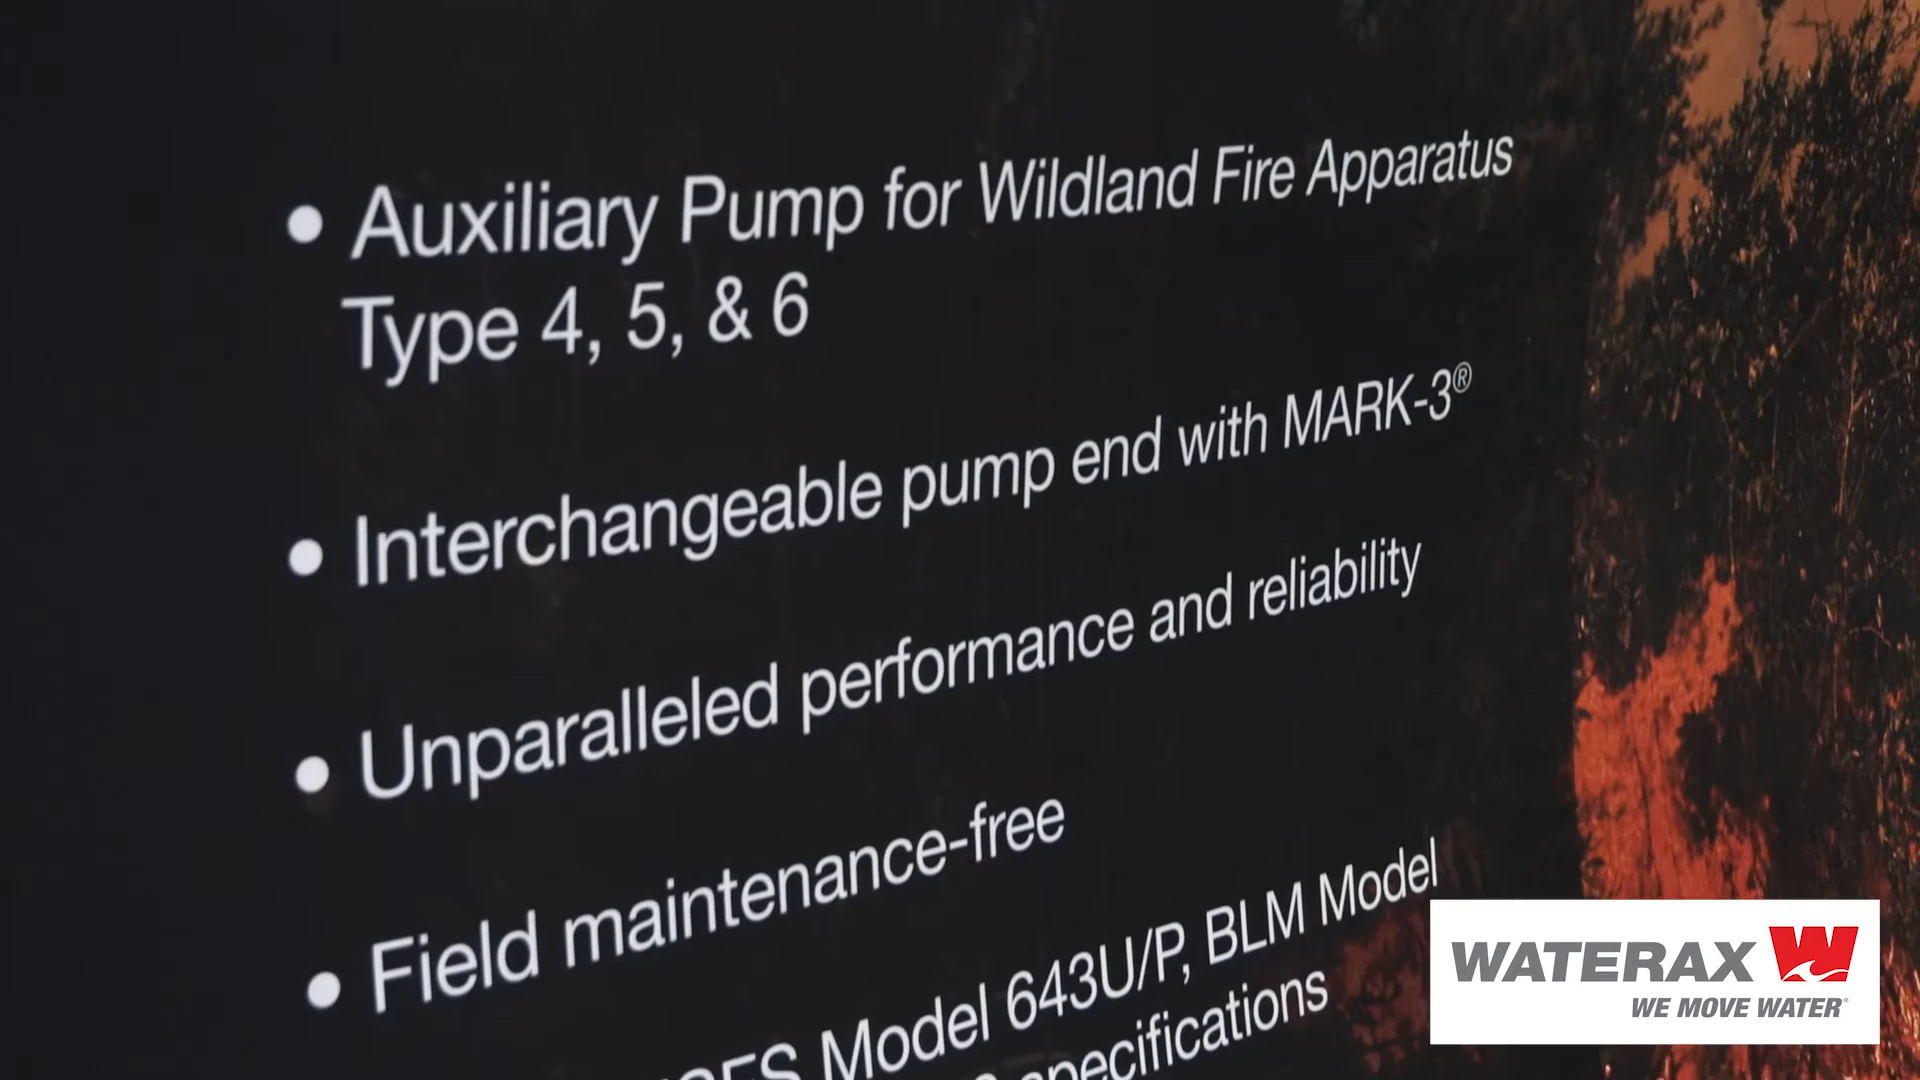 • Auxiliary Pump for Wildland Fire Apparatus
Type 4, 5, & 6
• Interchangeable pump end with MARK-3®
• Unparalleled performance and reliability
• Field maintenance-free
Model 643U/P, BLM Model
specifications
WATERAX
WE MOVE WATER®